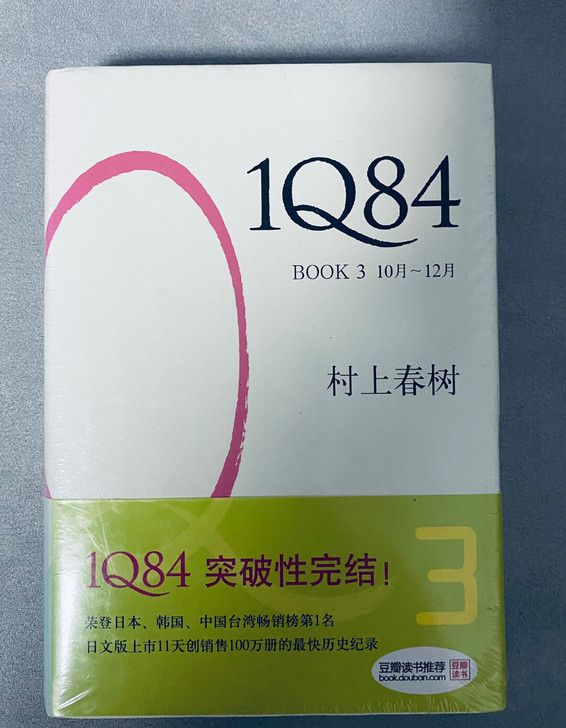 1Q84
BOOK 3 10月~12月
村上春树
3
1Q84 突破性完结!
荣登日本、韩国、中国台湾畅销榜第1名
日文版上市11天创销售100万册的最快历史纪录
豆瓣读书推荐
book.douban.com
豆瓣
读书